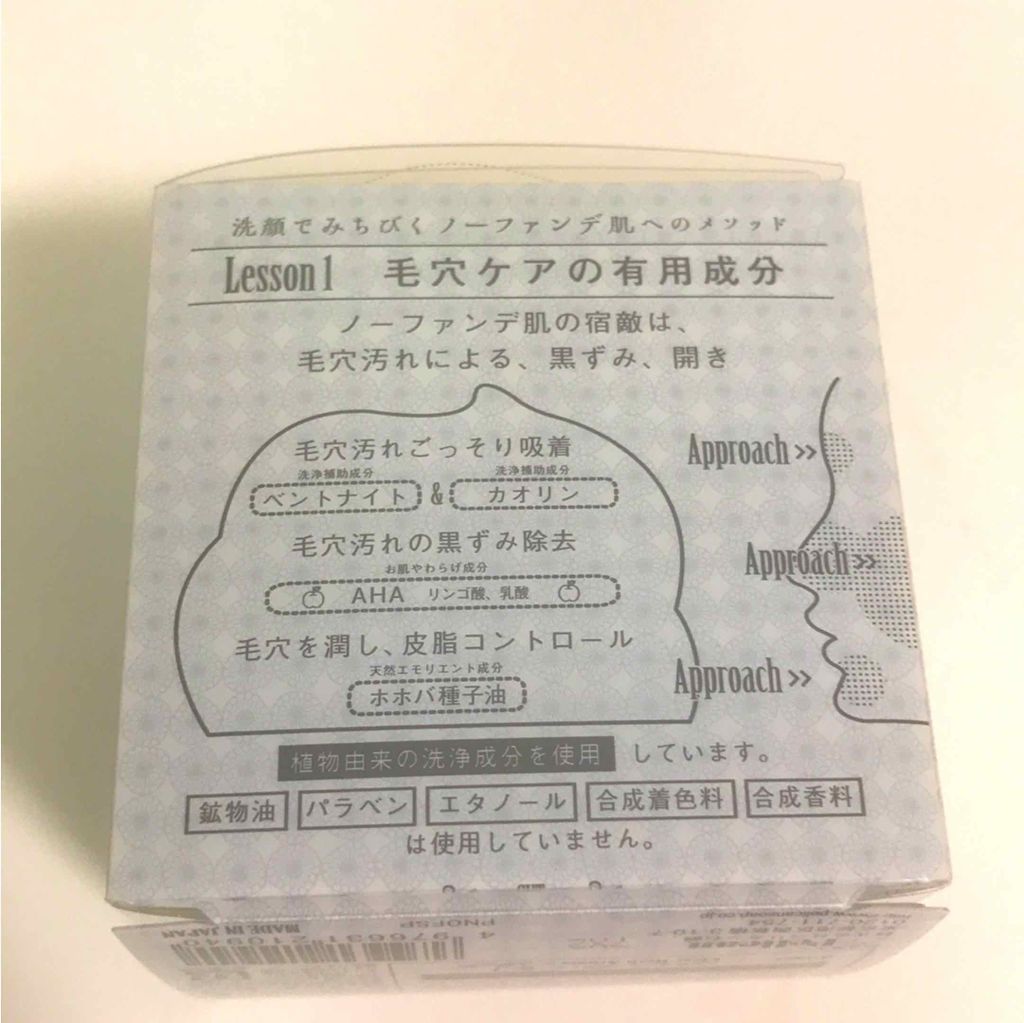 洗顔でみちびくノーファンデ肌へのメソッド
Lesson1 毛穴ケアの有用成分
ノーファンデ肌の宿敵は、
毛穴汚れによる、黒ずみ、開き
毛穴汚れごっそり吸着
洗浄補助成分 洗浄補助成分
ベントナイト & カオリン
Approach >>
毛穴汚れの黒ずみ除去
お肌やわらげ成分
AHA リンゴ酸、乳酸
Approach >>
毛穴を潤し、皮脂コントロール
天然エモリエント成分
ホホバ種子油
Approach >>
植物由来の洗浄成分を使用 しています。
鉱物油 パラベン エタノール 合成着色料 合成香料
は使用していません。
PNOFSP
MADE IN JAPAN
4 976631 210940